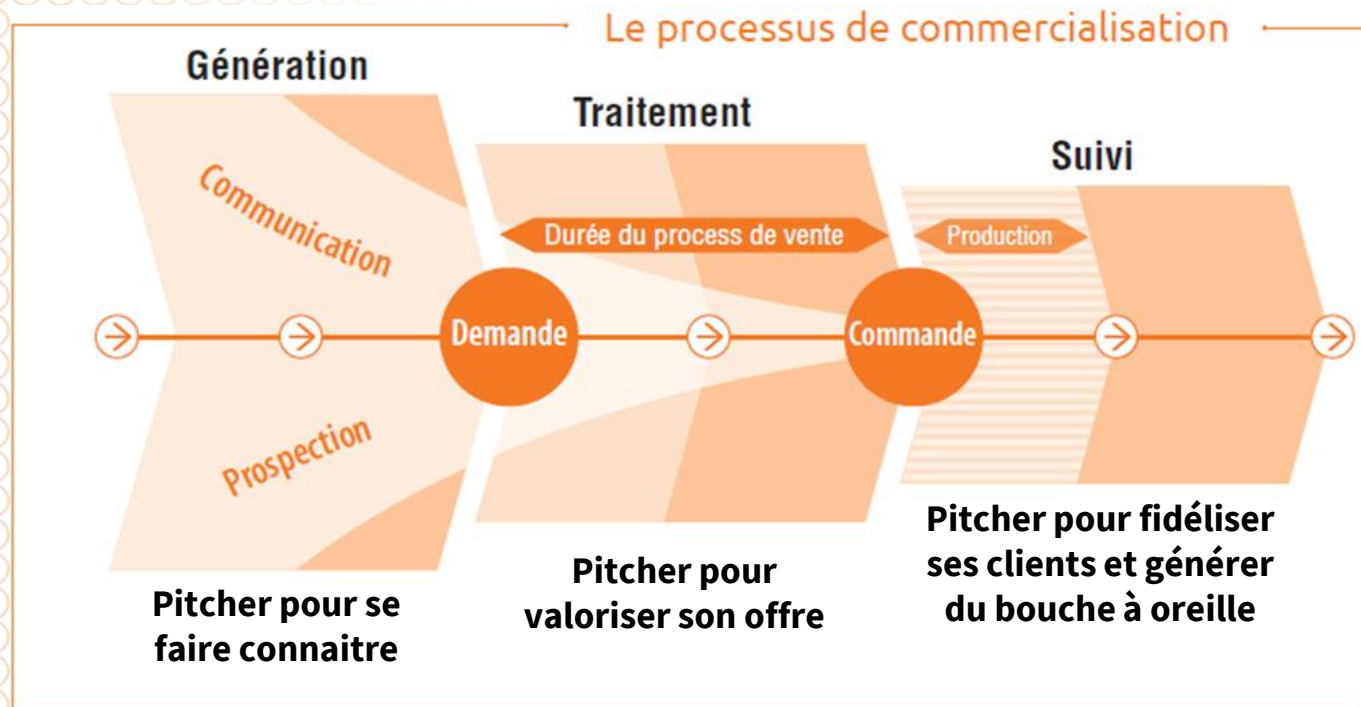 Le processus de commercialisation
Génération
Traitement
Suivi
Communication
Durée du process de vente
Production
Demande
Commande
Prospection
Pitcher pour se
faire connaitre
Pitcher pour
valoriser son offre
Pitcher pour fidéliser
ses clients et générer
du bouche à oreille